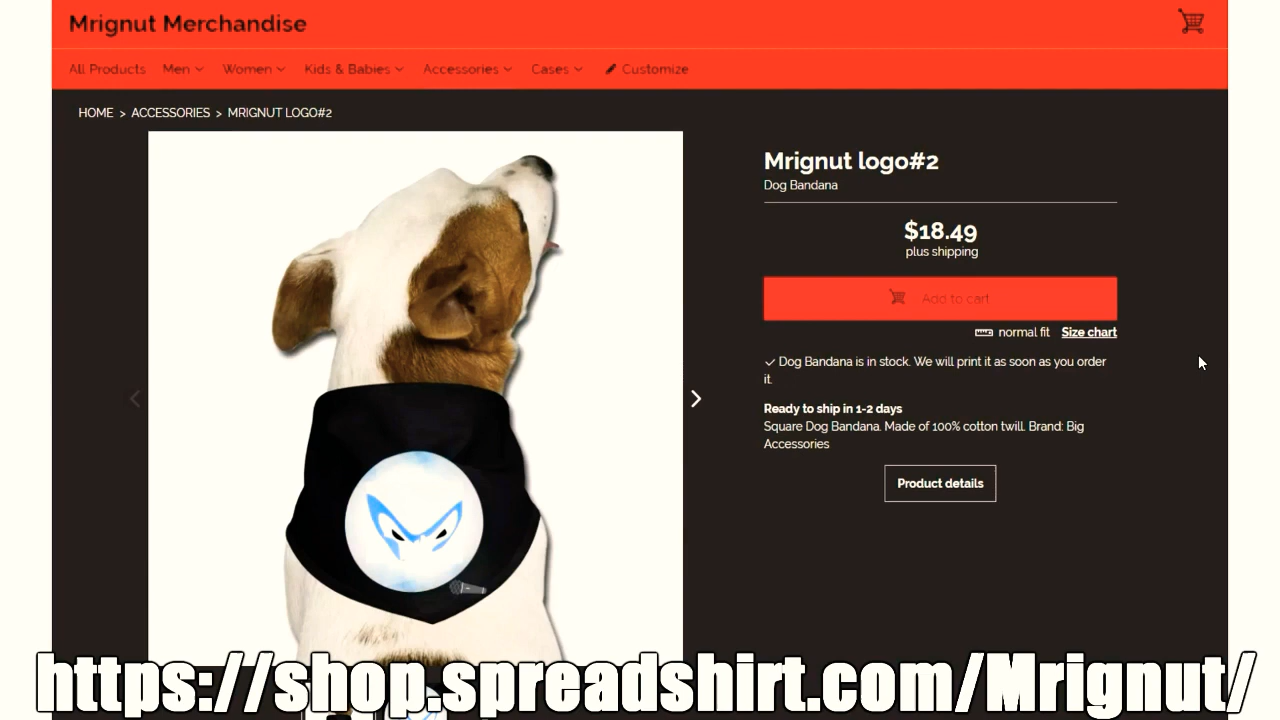 Mrignut Merchandise
All Products Men Women Kids & Babies Accessories Cases Customize
HOME > ACCESSORIES > MRIGNUT LOGO#2
Mrignut logo#2
Dog Bandana
$18.49
plus shipping
Add to cart
normal fit Size chart
Dog Bandana is in stock. We will print it as soon as you order
it.
Ready to ship in 1-2 days
Square Dog Bandana. Made of 100% cotton twill. Brand: Big
Accessories
Product details
https://shop.spreadshirt.com/Mrignut/